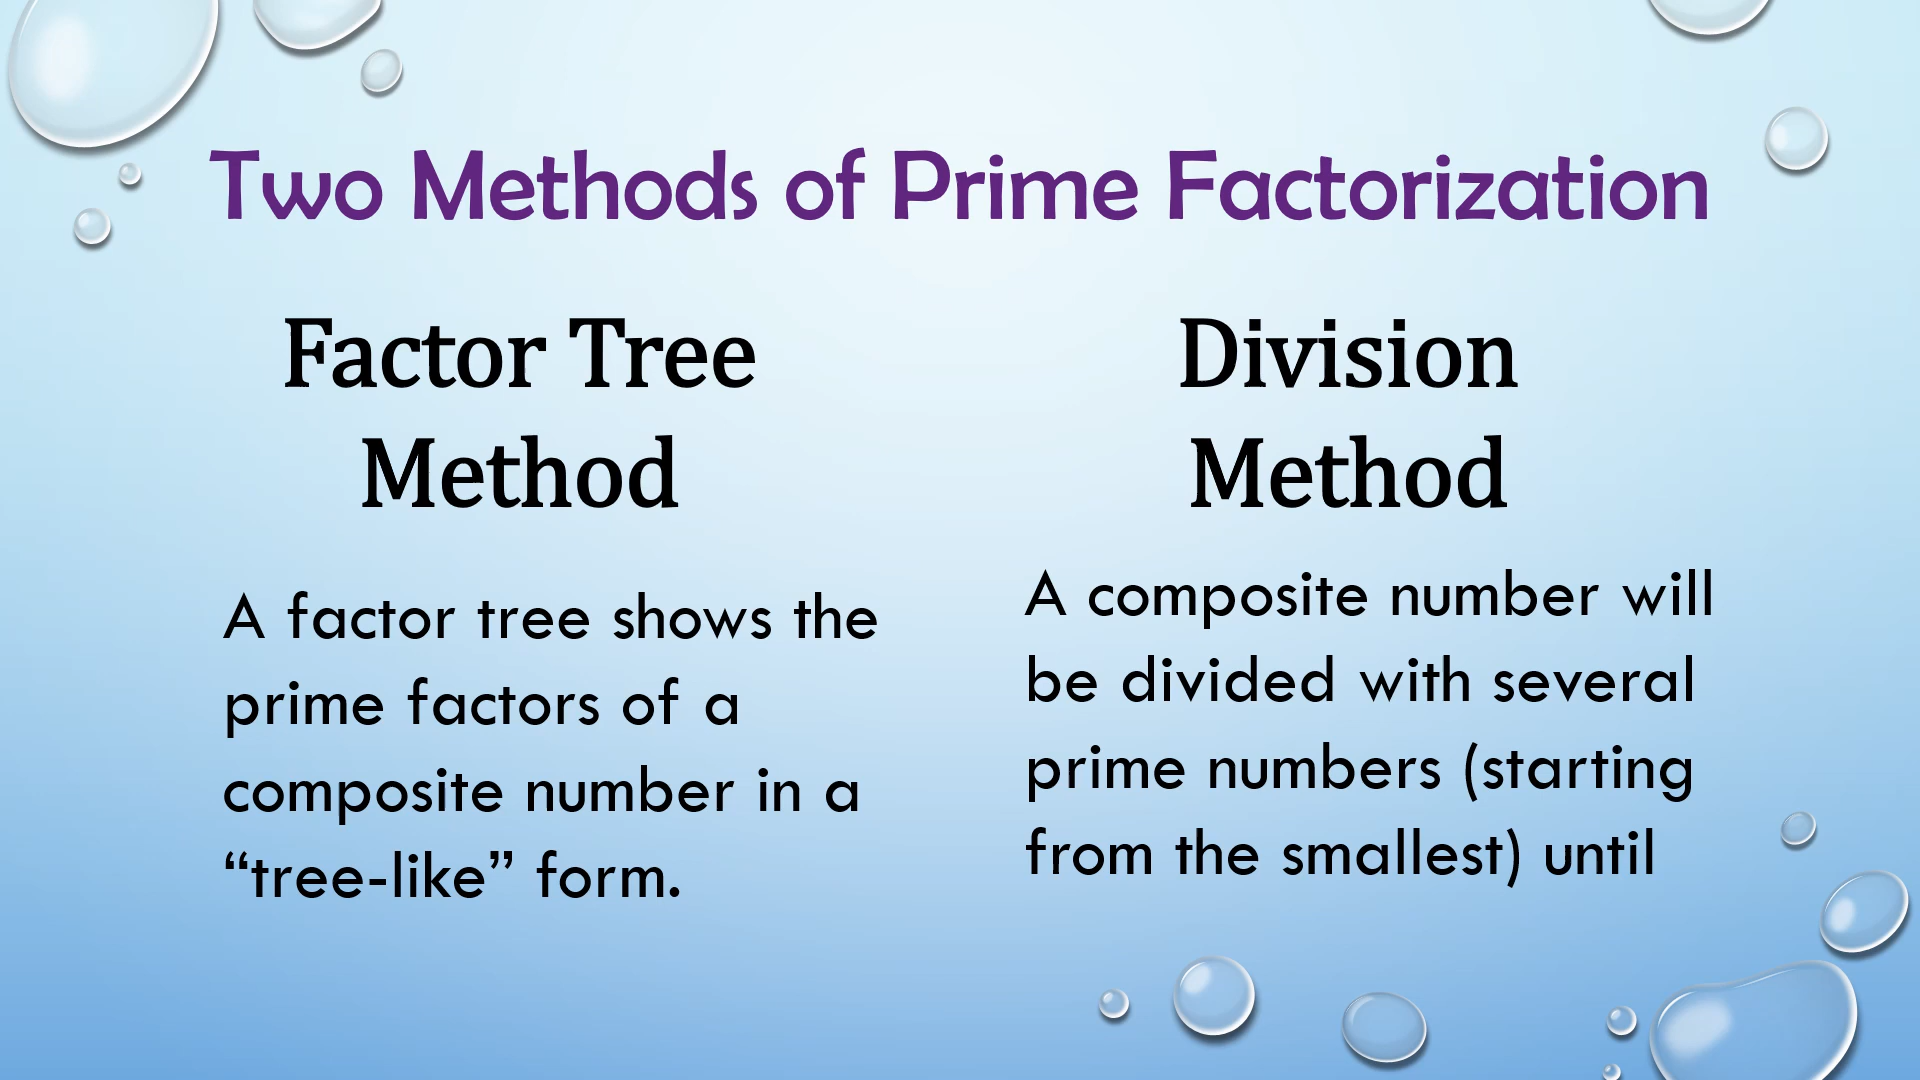 Two Methods of Prime Factorization
Factor Tree
Method
A factor tree shows the
prime factors of a
composite number in a
“tree-like” form.
Division
Method
A composite number will
be divided with several
prime numbers (starting
from the smallest) until